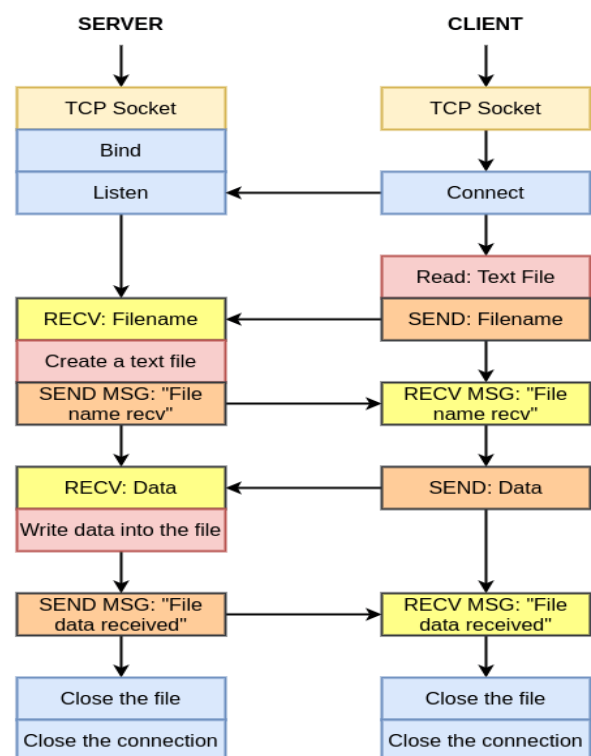 SERVER
CLIENT
TCP Socket
TCP Socket
Bind
Listen
Connect
Read: Text File
RECV: Filename
SEND: Filename
Create a text file
SEND MSG: "File
name recv"
RECV MSG: "File
name recv"
RECV: Data
SEND: Data
Write data into the file
SEND MSG: "File
data received"
RECV MSG: "File
data received"
Close the file
Close the file
Close the connection
Close the connection